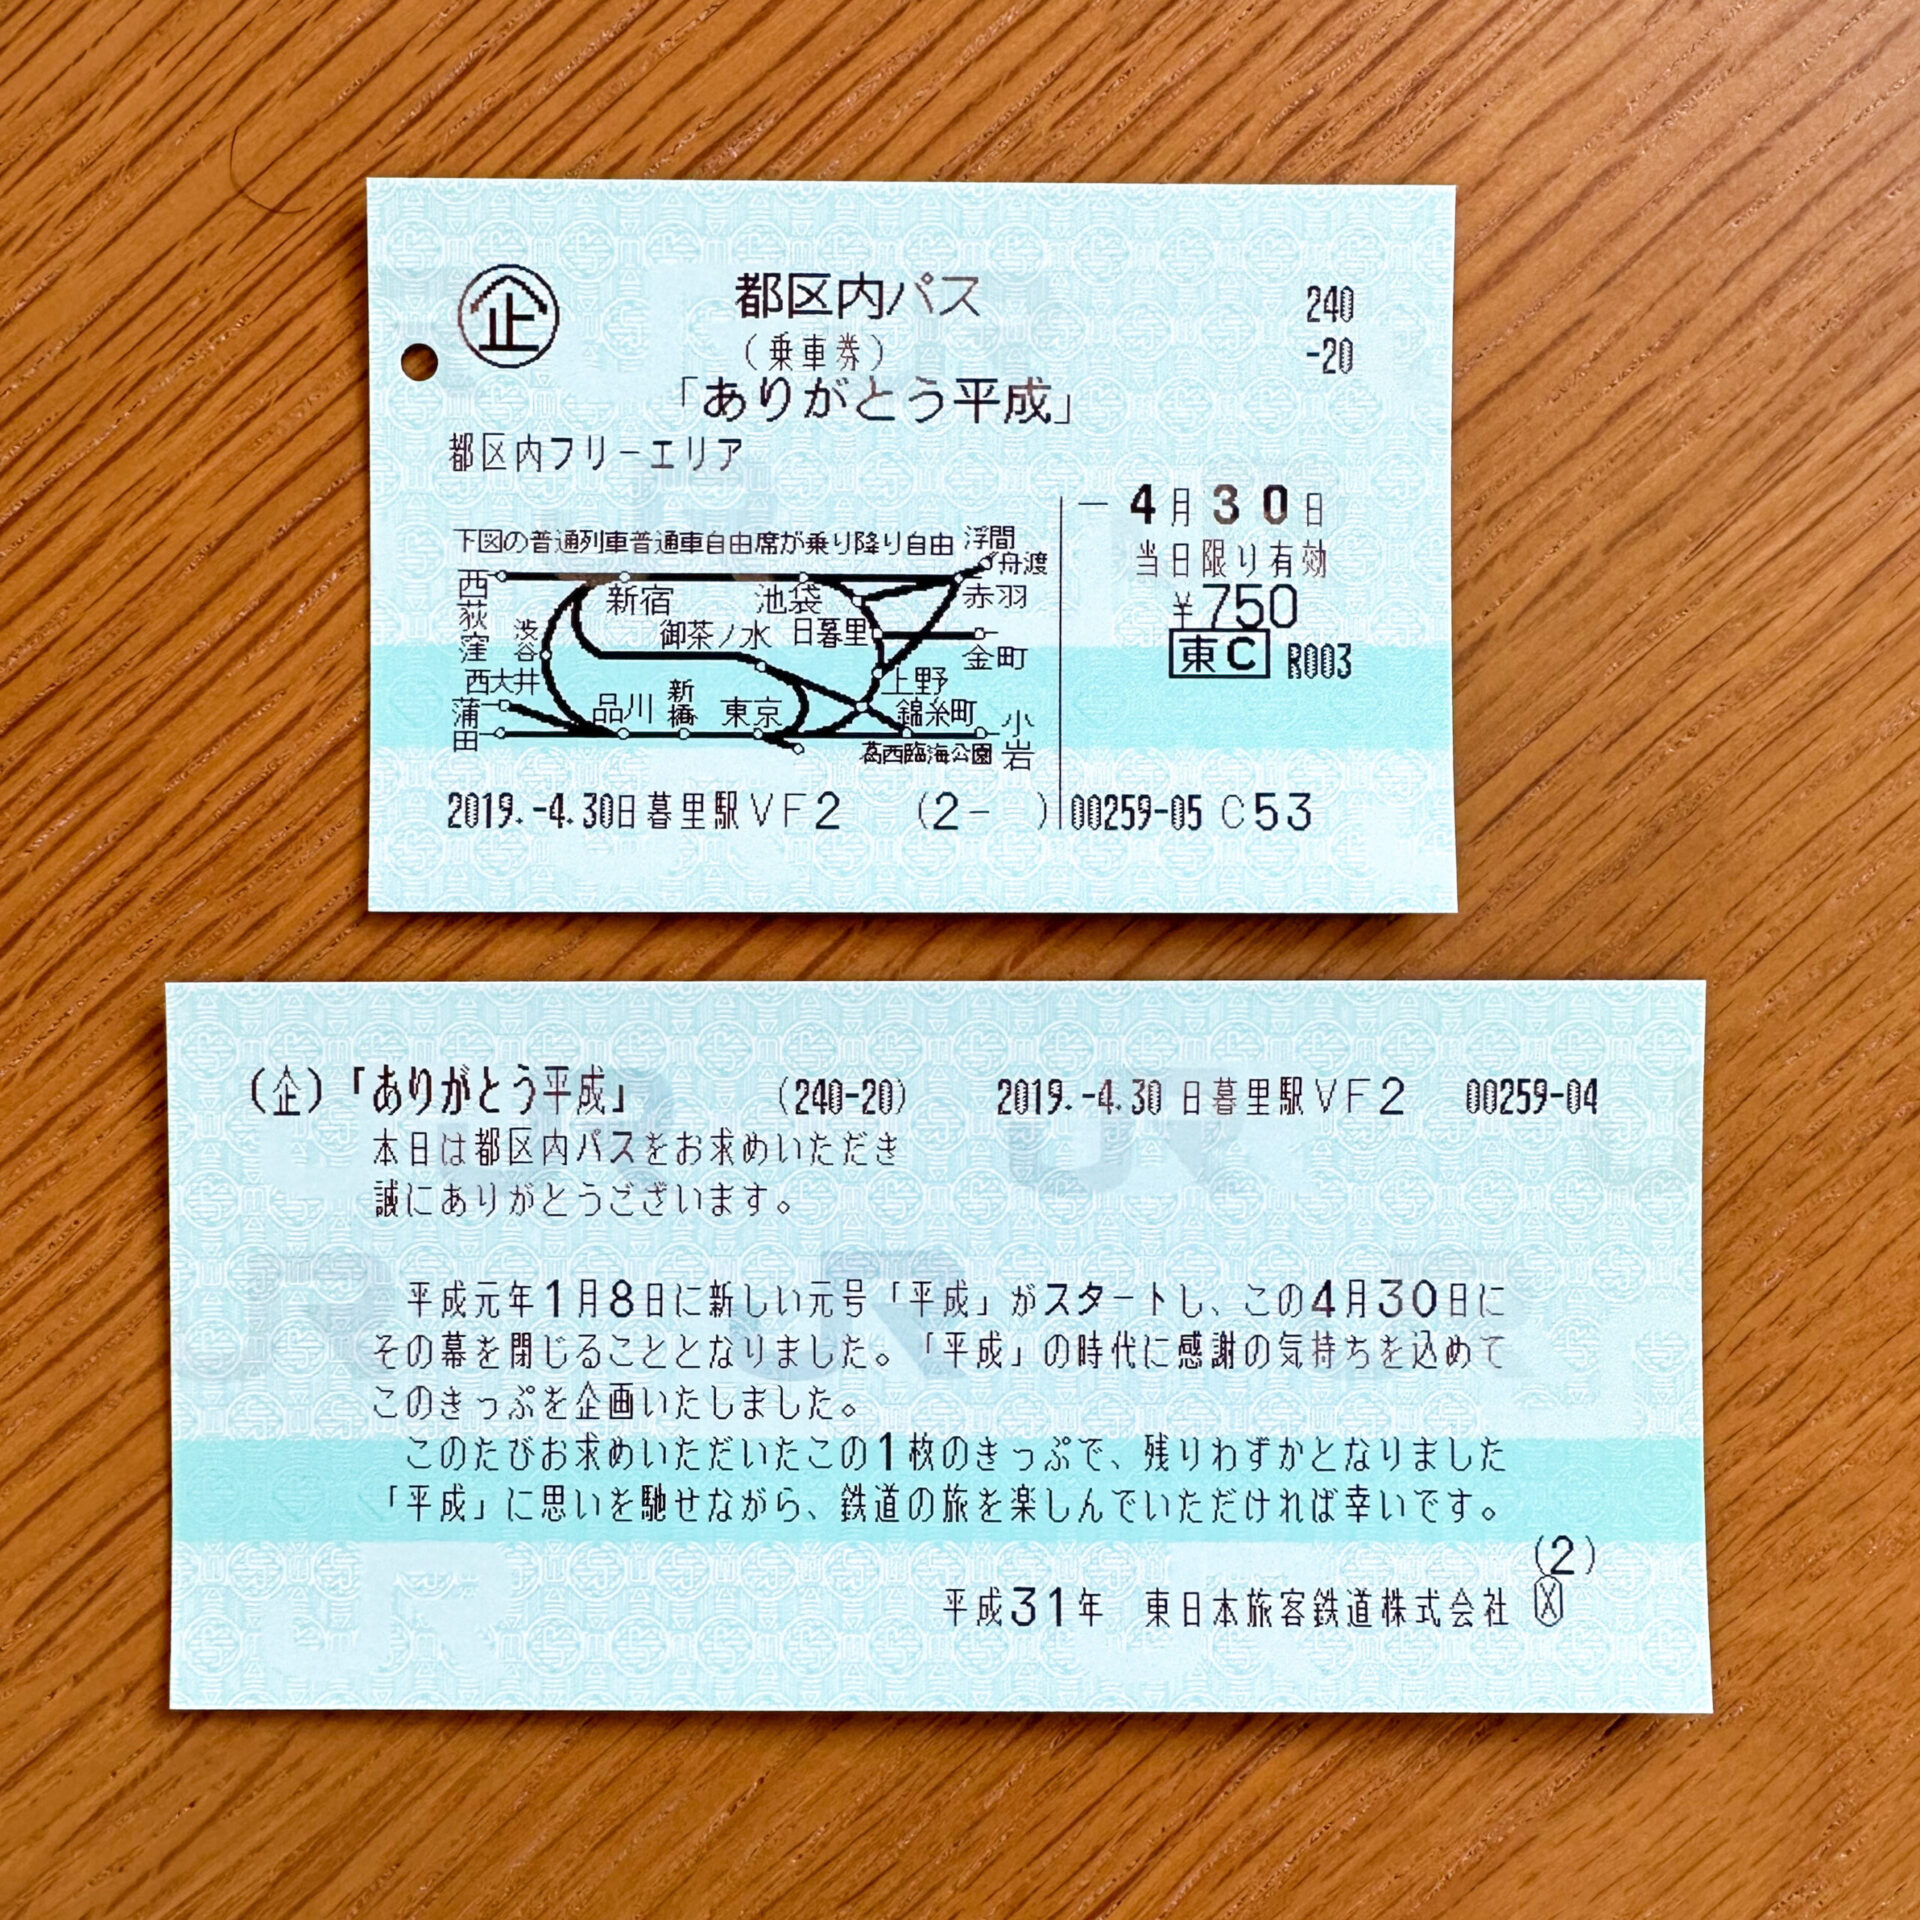 企
都区内パス
240
(乗車券)
-20
「ありがとう平成」
都区内フリーエリア
- 4月30日
当日限り有効
¥750
東C R003
下図の普通列車普通車自由席が乗り降り自由
浮間舟渡
西荻窪
新宿
池袋
赤羽
渋谷
御茶ノ水
日暮里
金町
西大井
上野
蒲田
品川
新橋
東京
錦糸町
小岩
葛西臨海公園
2019.-4.30日暮里駅VF2 (2- ) 00259-05 C53
(企)「ありがとう平成」 (240-20) 2019.-4.30 日暮里駅VF2 00259-04
本日は都区内パスをお求めいただき
誠にありがとうございます。
平成元年1月8日に新しい元号「平成」がスタートし、この4月30日に
その幕を閉じることとなりました。「平成」の時代に感謝の気持ちを込めて
このきっぷを企画いたしました。
このたびお求めいただいたこの1枚のきっぷで、残りわずかとなりました
「平成」に思いを馳せながら、鉄道の旅を楽しんでいただければ幸いです。
(2)
平成31年 東日本旅客鉄道株式会社